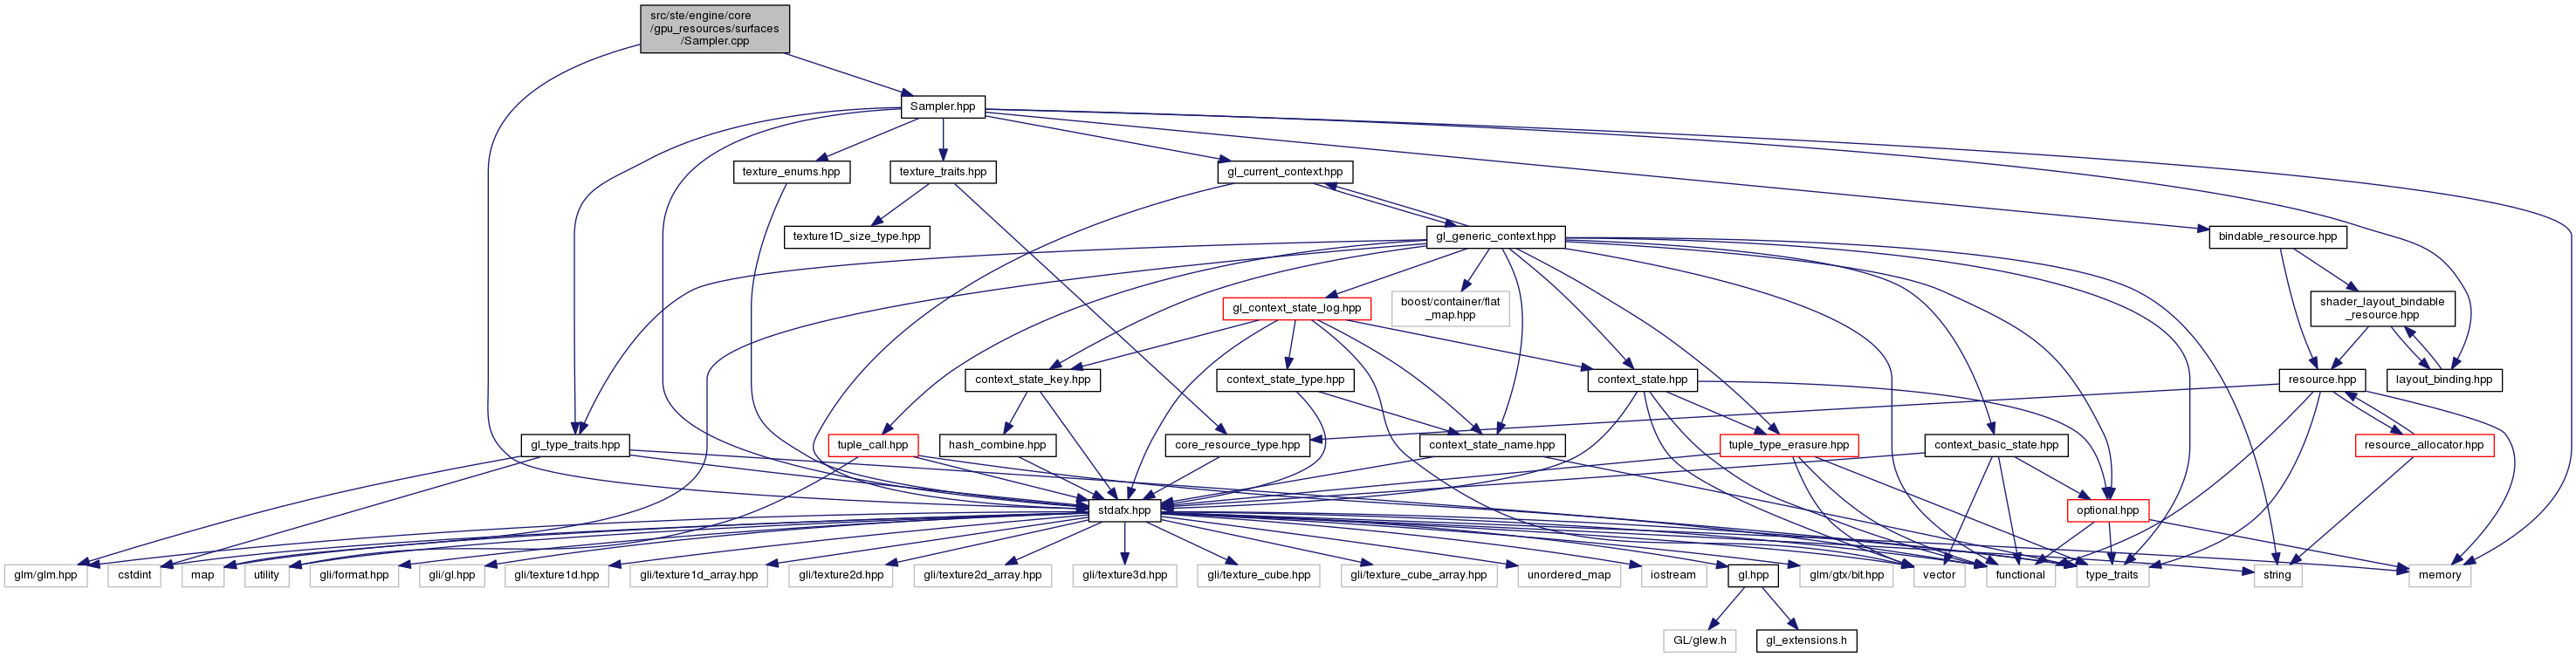 src/ste/engine/core
/gpu_resources/surfaces
/Sampler.cpp
Sampler.hpp
texture_enums.hpp
texture_traits.hpp
gl_current_context.hpp
texture1D_size_type.hpp
gl_generic_context.hpp
bindable_resource.hpp
gl_context_state_log.hpp
boost/container/flat
_map.hpp
shader_layout_bindable
_resource.hpp
context_state_key.hpp
context_state_type.hpp
context_state.hpp
resource.hpp
layout_binding.hpp
gl_type_traits.hpp
tuple_call.hpp
hash_combine.hpp
core_resource_type.hpp
context_state_name.hpp
tuple_type_erasure.hpp
context_basic_state.hpp
resource_allocator.hpp
stdafx.hpp
optional.hpp
glm/glm.hpp
cstdint
map
utility
gli/format.hpp
gli/gl.hpp
gli/texture1d.hpp
gli/texture1d_array.hpp
gli/texture2d.hpp
gli/texture2d_array.hpp
gli/texture3d.hpp
gli/texture_cube.hpp
gli/texture_cube_array.hpp
unordered_map
iostream
gl.hpp
glm/gtx/bit.hpp
vector
functional
type_traits
string
memory
GL/glew.h
gl_extensions.h